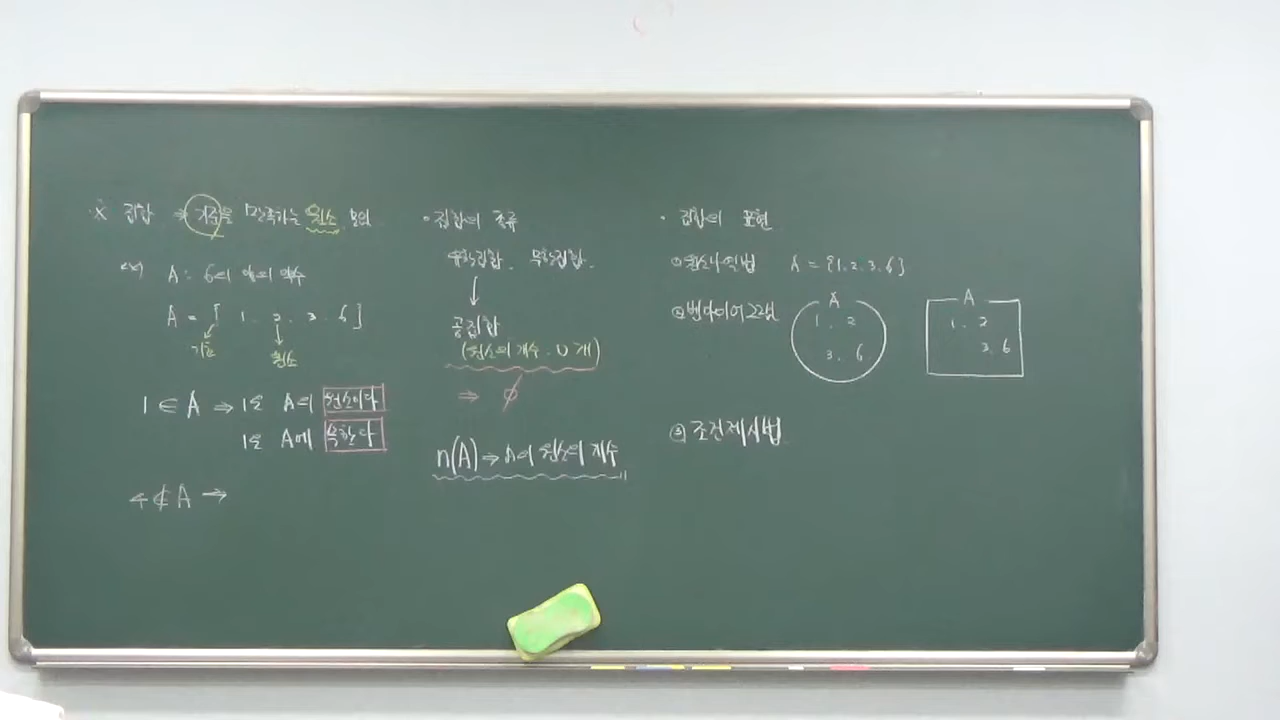 ※ 집합 ⇒ 기준을 만족하는 원소 모임
ex) A : 6의 약수
A = { 1. 2. 3. 6 }
기호
원소
1 ∈ A ⇒ 1은 A의 원소이다
1은 A에 속한다
4 ∉ A →
• 집합의 종류
유한집합. 무한집합.
↓
공집합
(원소의 개수. 0개)
⇒ ∅
n(A) ⇒ A의 원소의 개수
• 집합의 표현
① 원소나열법 A = {1. 2. 3. 6}
② 벤다이어그램
A
1. 2
3. 6
A
1. 2
3. 6
③ 조건제시법